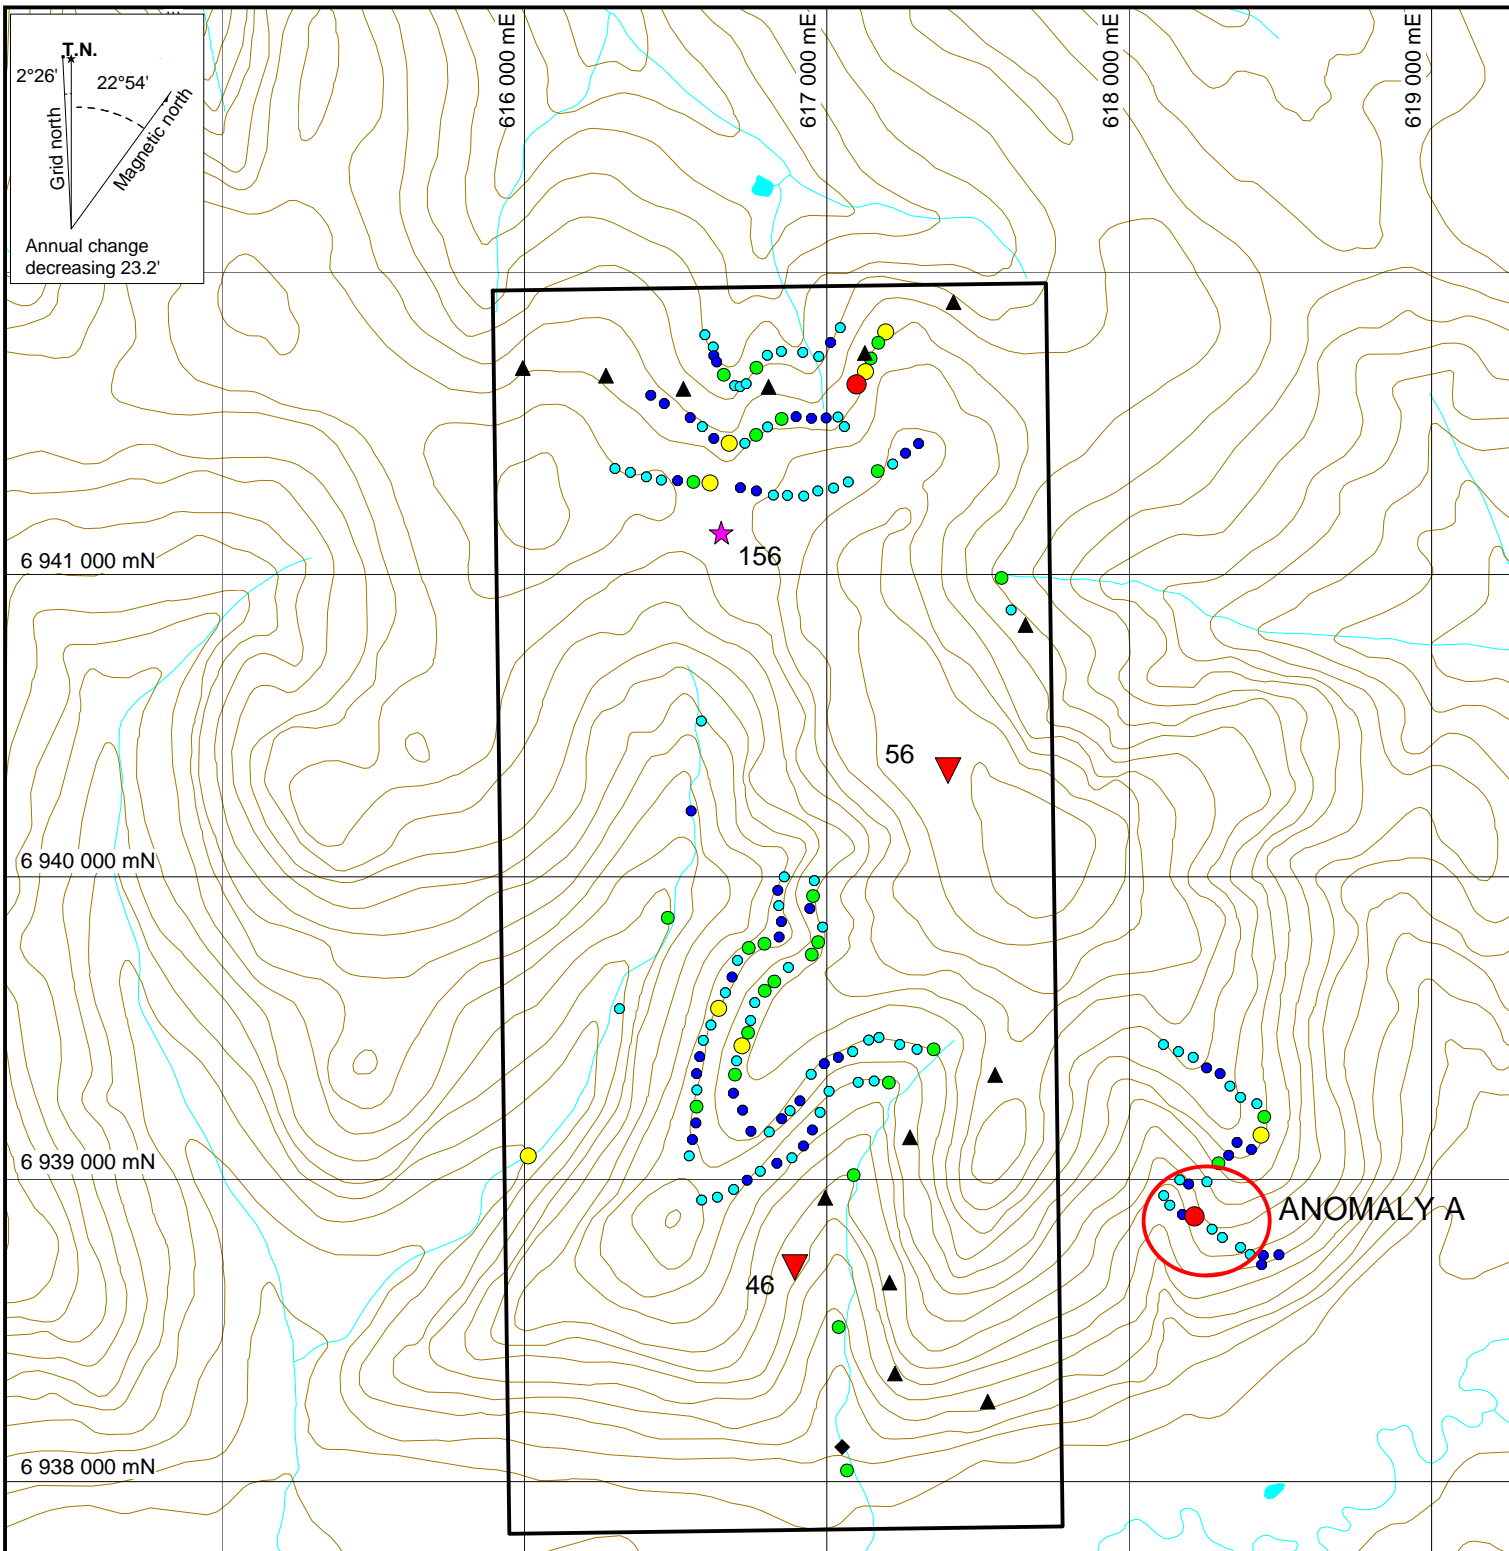 T.N.
2°26'
22°54'
Grid north
Magnetic north
Annual change
decreasing 23.2'
616 000 mE
617 000 mE
618 000 mE
619 000 mE
156
6 941 000 mN
56
6 940 000 mN
6 939 000 mN
ANOMALY A
46
6 938 000 mN